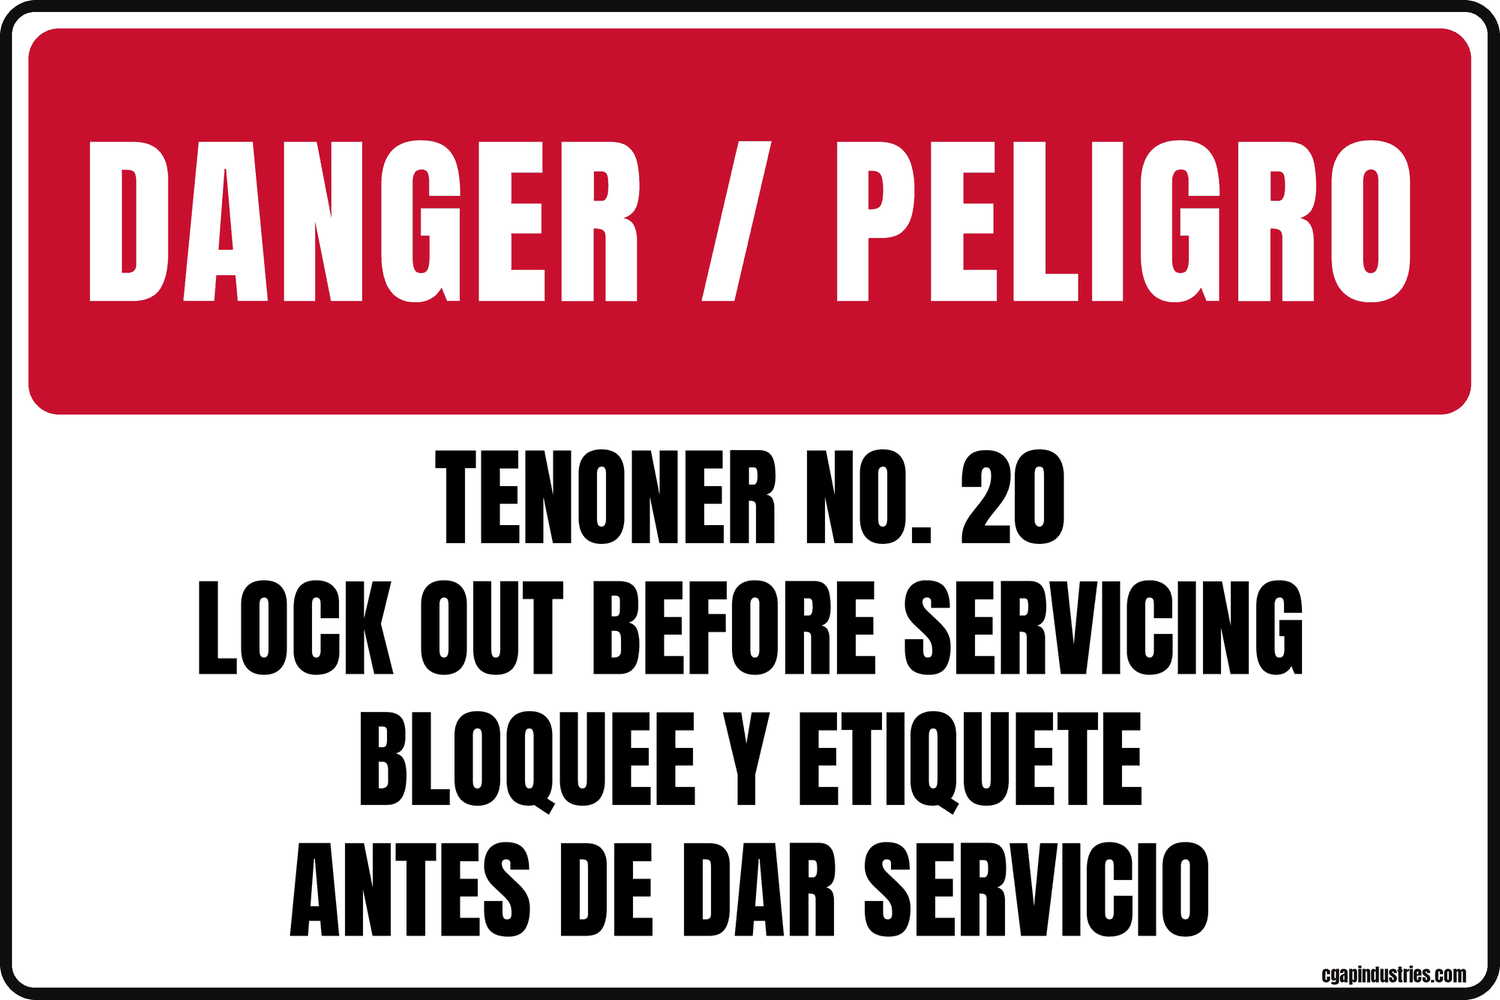 DANGER / PELIGRO
TENONER NO. 20
LOCK OUT BEFORE SERVICING
BLOQUEE Y ETIQUETE
ANTES DE DAR SERVICIO
cgapindustries.com